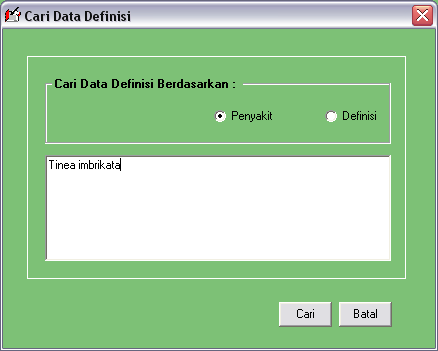 Cari Data Definisi
Cari Data Definisi Berdasarkan :
Penyakit Definisi
Tinea imbrikata
Cari Batal